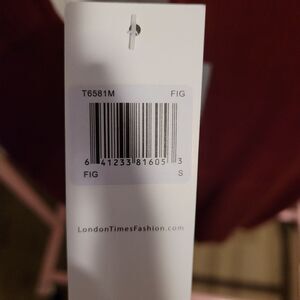 T6581M FIG
6 41233 81605 3
FIG S
LondonTimesFashion.com